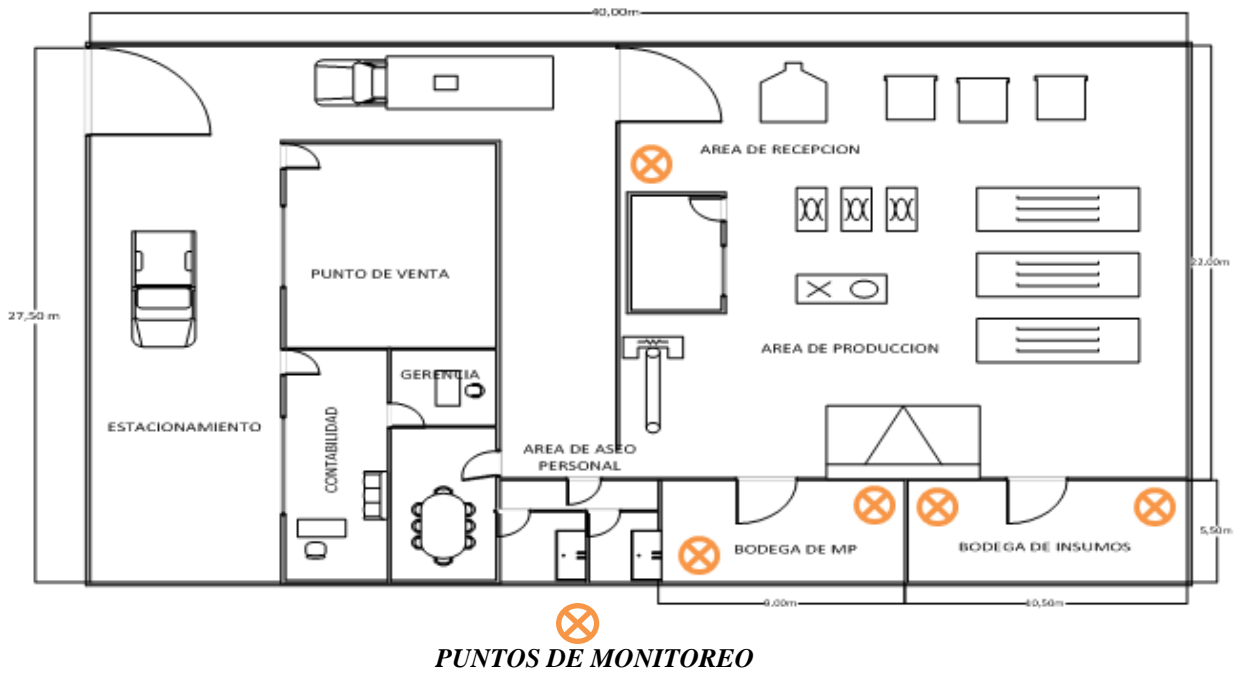 40,00m
AREA DE RECEPCION
22,00m
PUNTO DE VENTA
27,50 m
AREA DE PRODUCCION
GERENCIA
ESTACIONAMIENTO
CONTABILIDAD
AREA DE ASEO
PERSONAL
BODEGA DE MP
BODEGA DE INSUMOS
5,50m
9,00m
10,50m
PUNTOS DE MONITOREO